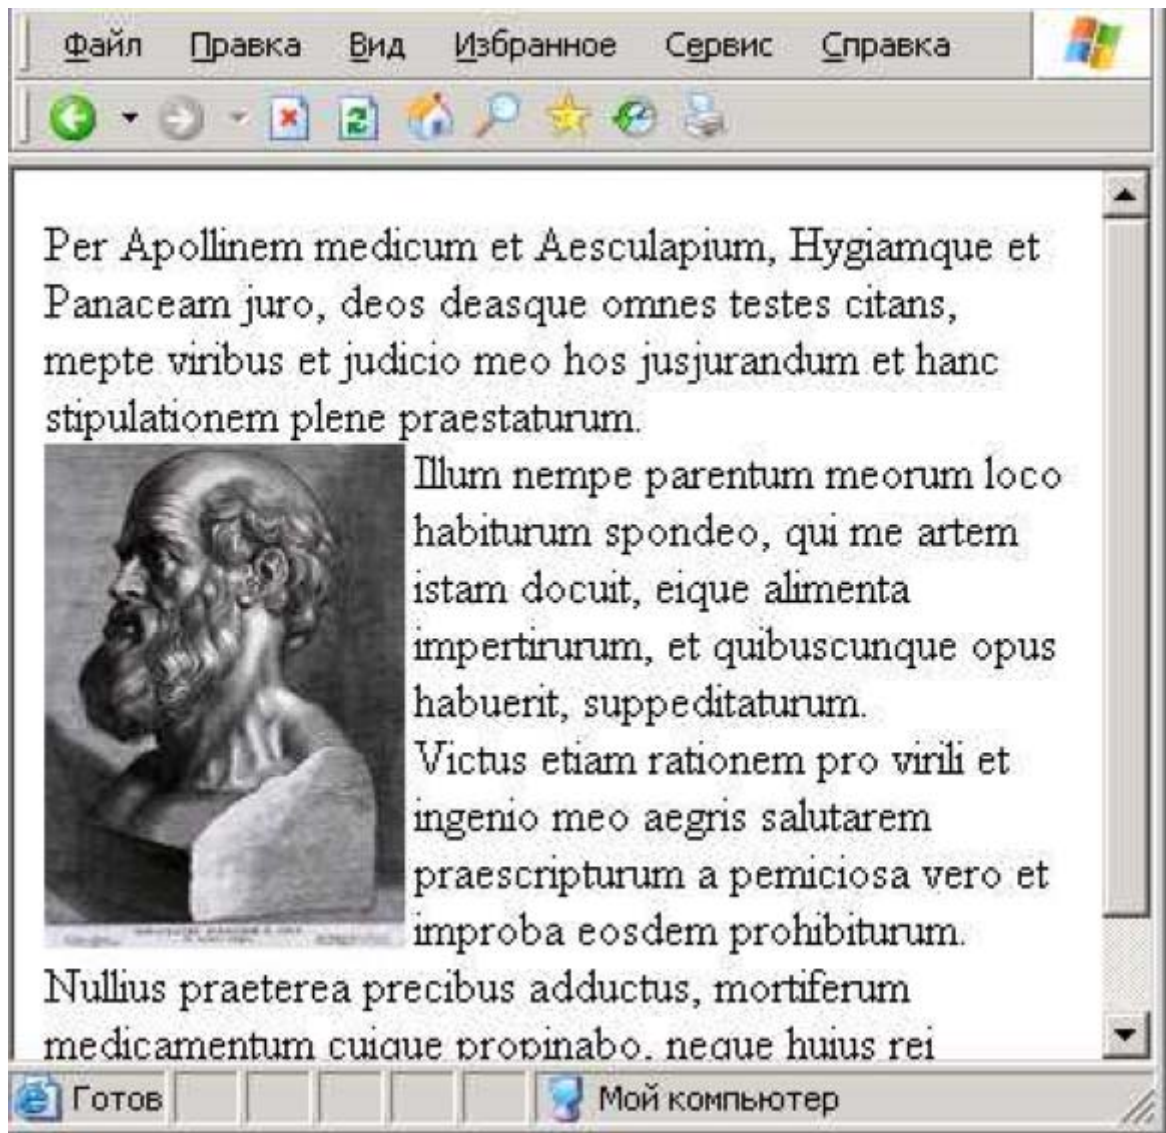 Файл Правка Вид Избранное Сервис Справка
Per Apollinem medicum et Aesculapium, Hygiamque et
Panaceam juro, deos deasque omnes testes citans,
mepte viribus et judicio meo hos jusjurandum et hanc
stipulationem plene praestaturum.
Illum nempe parentum meorum loco
habiturum spondeo, qui me artem
istam docuit, eique alimenta
impertirurum, et quibuscunque opus
habuerit, suppeditaturum.
Victus etiam rationem pro virili et
ingenio meo aegris salutarem
praescripturum a perniciosa vero et
improba eosdem prohibiturum.
Nullius praeterea precibus adductus, mortiferum
medicamentum cuique propinabo, neque huius rei
Готов Мой компьютер